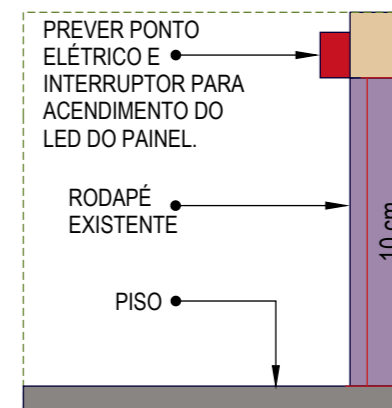 PREVER PONTO
ELÉTRICO E
INTERRUPTOR PARA
ACENDIMENTO DO
LED DO PAINEL.
RODAPÉ
EXISTENTE
10 cm
PISO